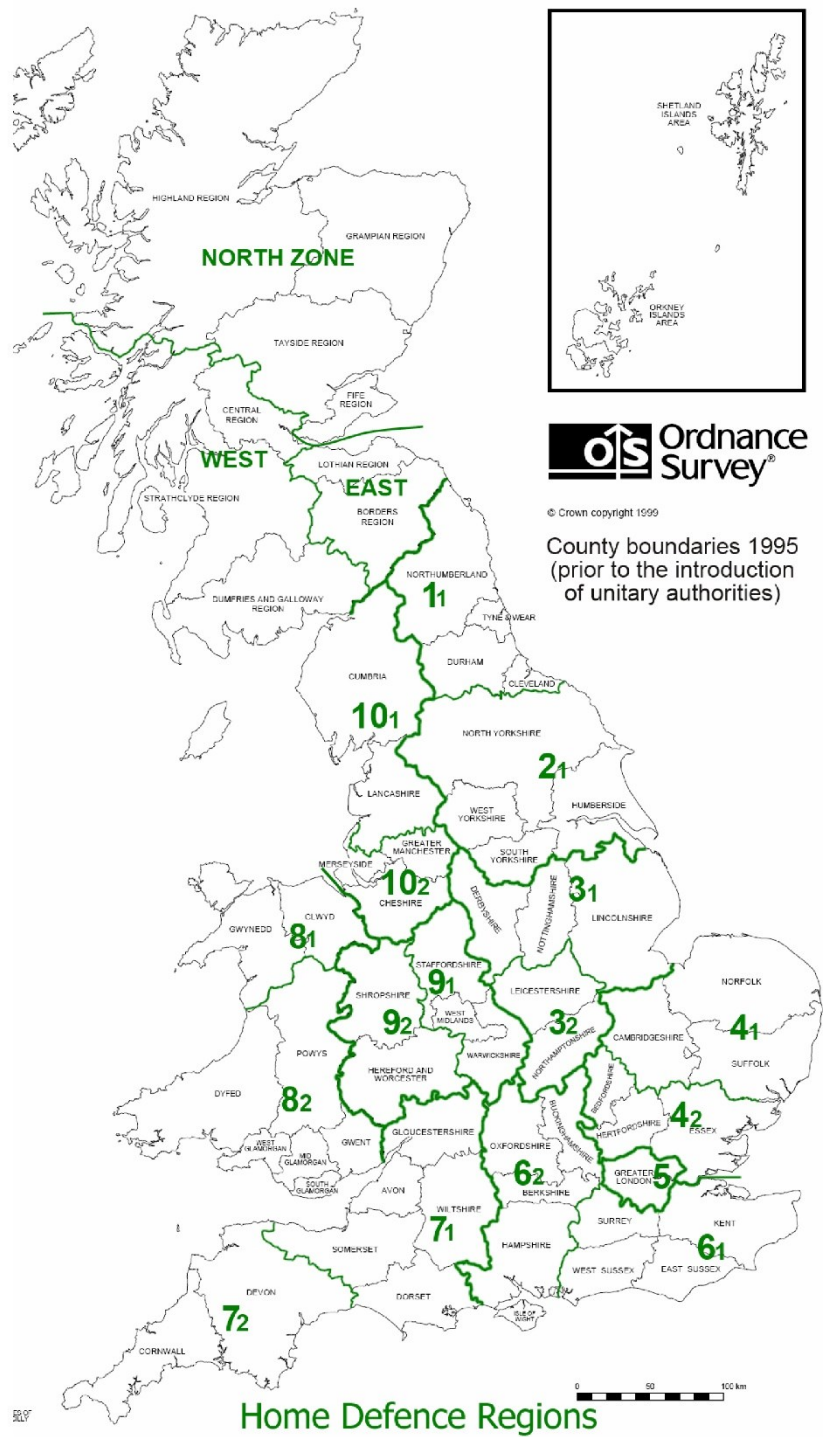 SHETLAND
ISLANDS
AREA
HIGHLAND REGION
GRAMPIAN REGION
NORTH ZONE
ORKNEY
ISLANDS
AREA
TAYSIDE REGION
FIFE
REGION
CENTRAL
REGION
WEST
LOTHIAN REGION
EAST
STRATHCLYDE REGION
BORDERS
REGION
OS Ordnance
Survey®
© Crown copyright 1999
County boundaries 1995
(prior to the introduction
of unitary authorities)
NORTHUMBERLAND
11
DUMFRIES AND GALLOWAY
REGION
TYNE & WEAR
DURHAM
CUMBRIA
CLEVELAND
101
NORTH YORKSHIRE
21
LANCASHIRE
HUMBERSIDE
WEST
YORKSHIRE
GREATER
MANCHESTER
SOUTH
YORKSHIRE
MERSEYSIDE
102
CHESHIRE
DERBYSHIRE
NOTTINGHAMSHIRE
31
LINCOLNSHIRE
CLWYD
GWYNEDD
81
STAFFORDSHIRE
91
SHROPSHIRE
92
WEST
MIDLANDS
LEICESTERSHIRE
32
NORTHAMPTONSHIRE
NORFOLK
41
CAMBRIDGESHIRE
SUFFOLK
POWYS
WARWICKSHIRE
HEREFORD AND
WORCESTER
BEDFORDSHIRE
DYFED
82
42
ESSEX
HERTFORDSHIRE
BUCKINGHAMSHIRE
GLOUCESTERSHIRE
OXFORDSHIRE
WEST
GLAMORGAN
MID
GLAMORGAN
GWENT
SOUTH
GLAMORGAN
62
BERKSHIRE
GREATER
LONDON
5
AVON
WILTSHIRE
71
SURREY
KENT
61
HAMPSHIRE
SOMERSET
WEST SUSSEX
EAST SUSSEX
DEVON
72
DORSET
ISLE OF
WIGHT
CORNWALL
0 50 100 km
ES OF
ILLY
Home Defence Regions